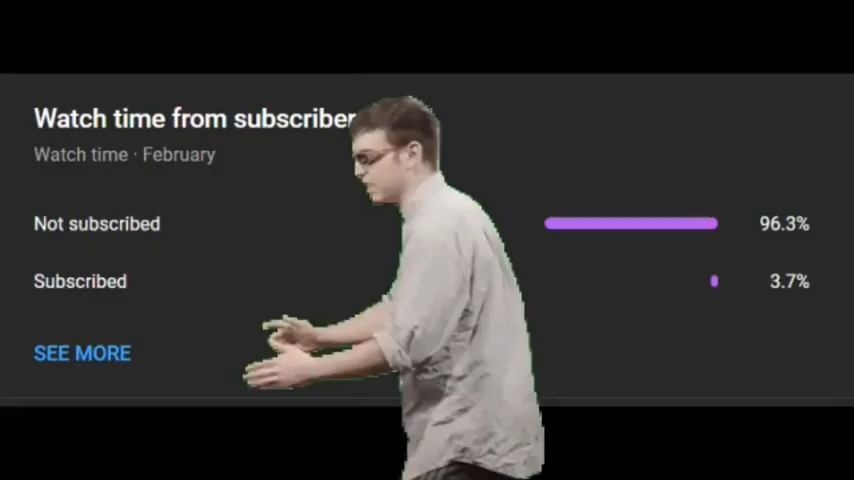 Watch time from subscriber
Watch time · February
Not subscribed 96.3%
Subscribed 3.7%
SEE MORE